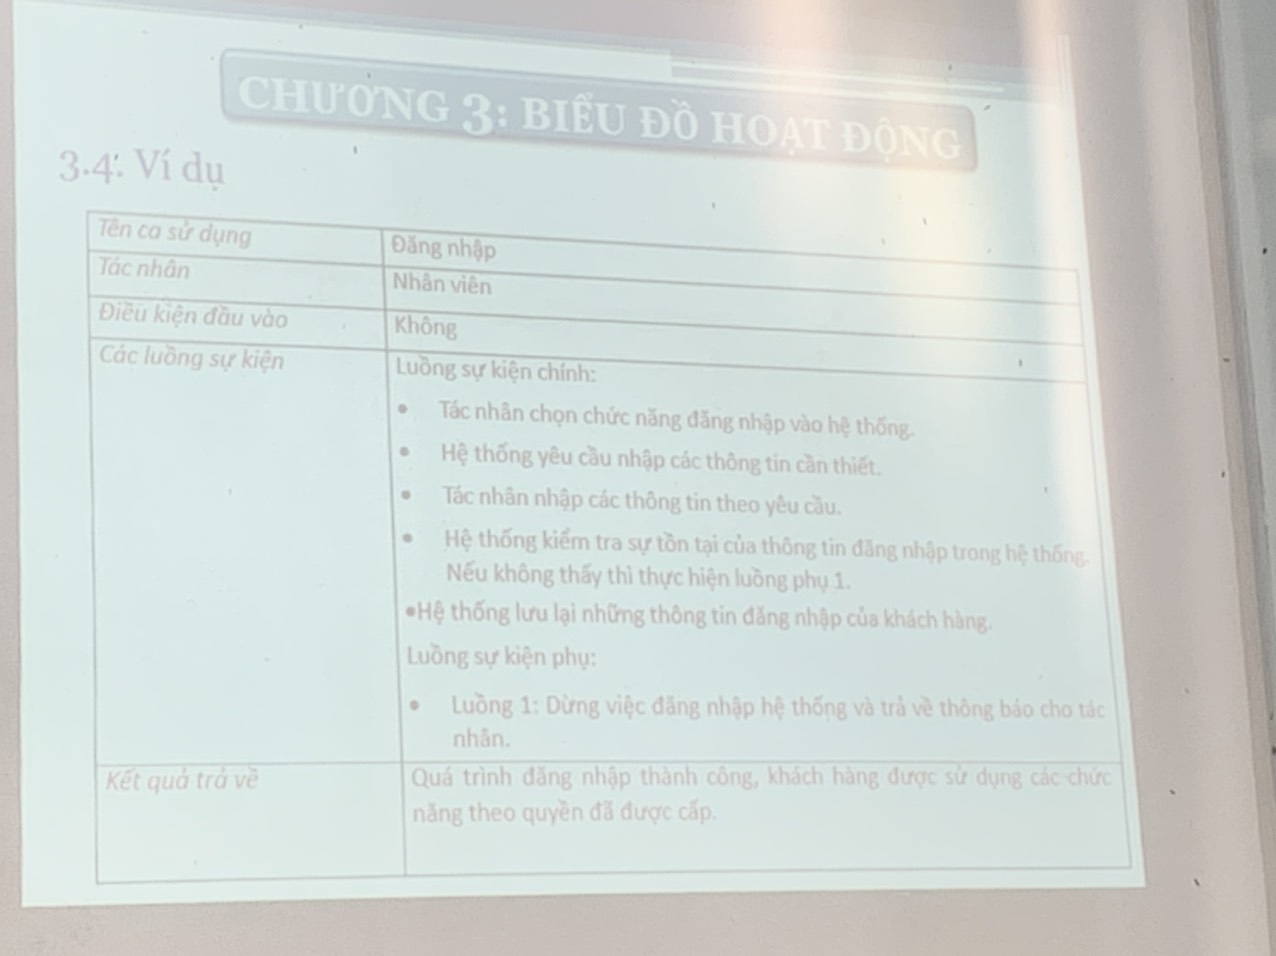 CHƯƠNG 3: BIỂU ĐỒ HOẠT ĐỘNG
3.4. Ví dụ
Tên ca sử dụng
Đăng nhập
Tác nhân
Nhân viên
Điều kiện đầu vào
Không
Các luồng sự kiện
Luồng sự kiện chính:
• Tác nhân chọn chức năng đăng nhập vào hệ thống.
• Hệ thống yêu cầu nhập các thông tin cần thiết.
• Tác nhân nhập các thông tin theo yêu cầu.
• Hệ thống kiểm tra sự tồn tại của thông tin đăng nhập trong hệ thống.
Nếu không thấy thì thực hiện luồng phụ 1.
•Hệ thống lưu lại những thông tin đăng nhập của khách hàng.
Luồng sự kiện phụ:
• Luồng 1: Dừng việc đăng nhập hệ thống và trả về thông báo cho tác
nhân.
Kết quả trả về
Quá trình đăng nhập thành công, khách hàng được sử dụng các chức
năng theo quyền đã được cấp.